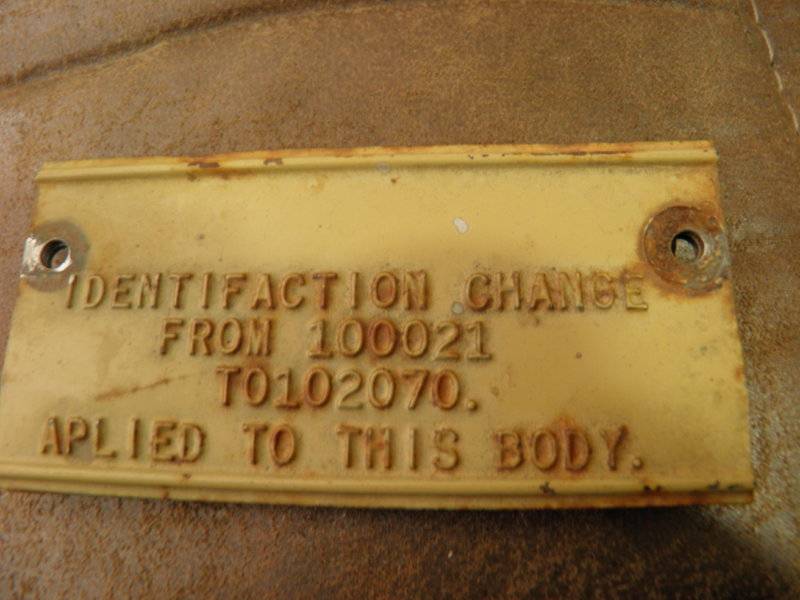 IDENTIFACTION CHANGE
FROM 100021
TO102070.
APLIED TO THIS BODY.